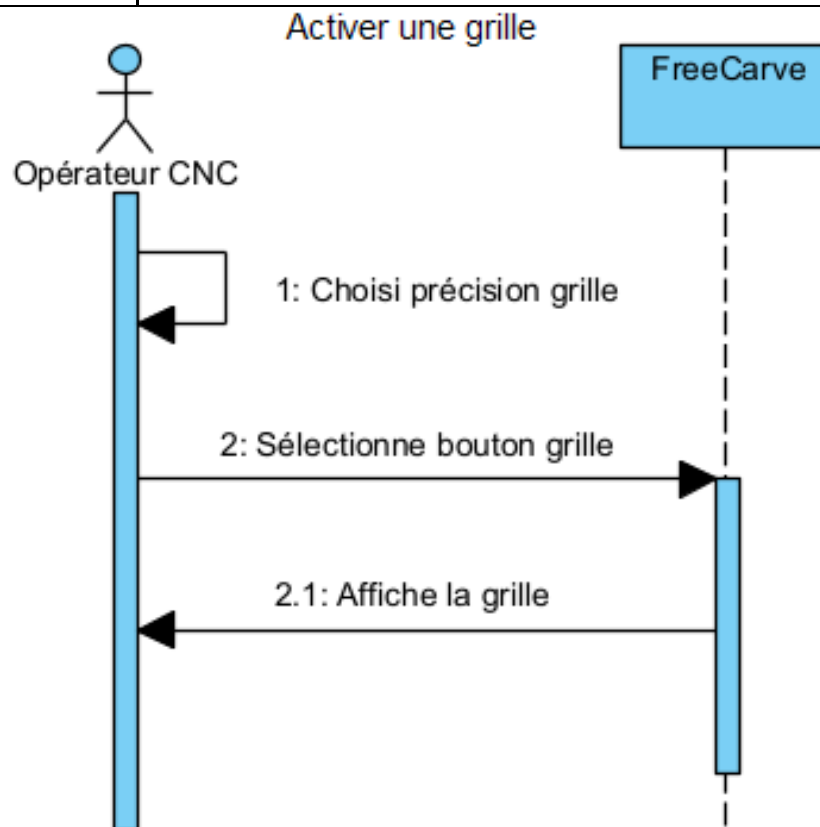 Activer une grille
FreeCarve
Opérateur CNC
1: Choisi précision grille
2: Sélectionne bouton grille
2.1: Affiche la grille